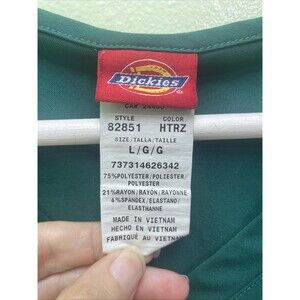 Dickies
STYLE COLOR
82851 HTRZ
SIZE/TALLA/TAILLE
L/G/G
737314626342
75%POLYESTER/POLIESTER/
POLYESTER
21%RAYON/RAYON/RAYONNE
4%SPANDEX/ELASTANO/
ELASTHANNE
MADE IN VIETNAM
HECHO EN VIETNAM
FABRIQUÉ AU VIETNAM